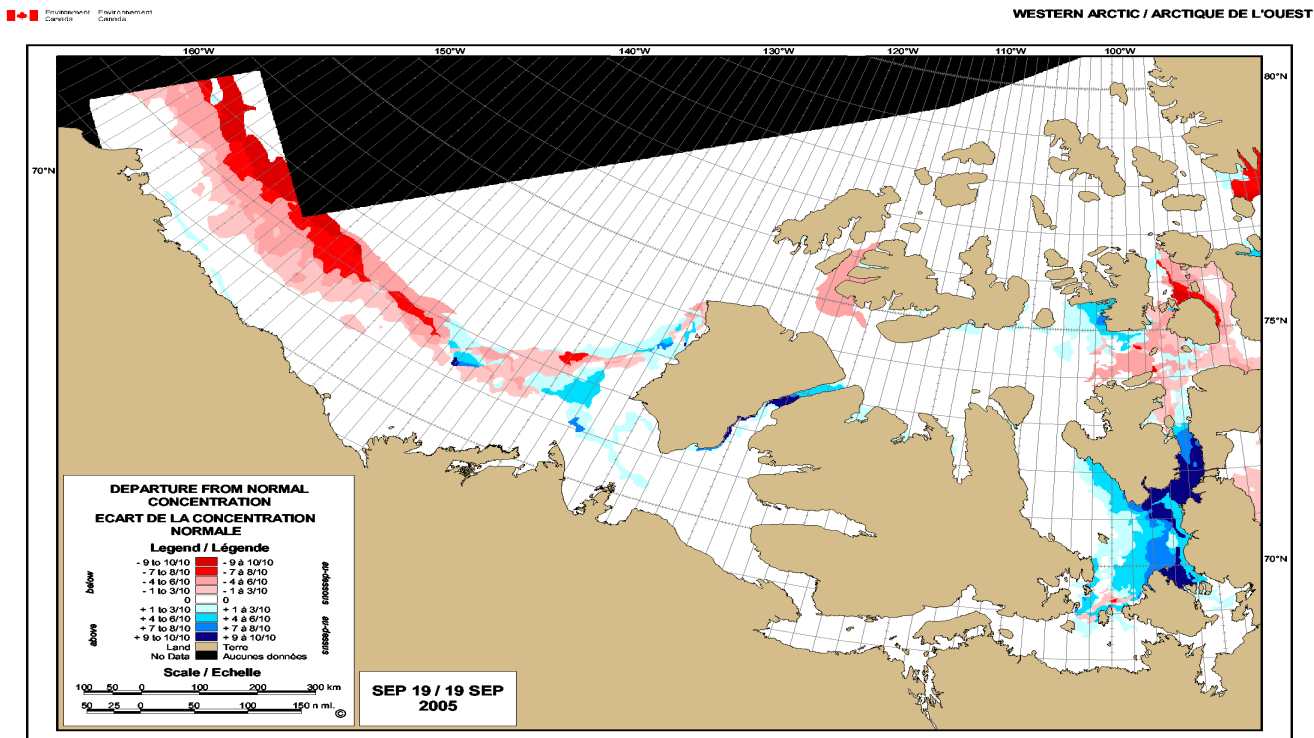 Environment Environnement
Canada Canada
WESTERN ARCTIC / ARCTIQUE DE L'OUEST
160°W 150°W 140°W 130°W 120°W 110°W 100°W
80°N
70°N
75°N
70°N
DEPARTURE FROM NORMAL
CONCENTRATION
ECART DE LA CONCENTRATION
NORMALE
Legend / Légende
below
au-dessous
- 9 to 10/10 - 9 à 10/10
- 7 to 8/10 - 7 à 8/10
- 4 to 6/10 - 4 à 6/10
- 1 to 3/10 - 1 à 3/10
0 0
above
au-dessus
+ 1 to 3/10 + 1 à 3/10
+ 4 to 6/10 + 4 à 6/10
+ 7 to 8/10 + 7 à 8/10
+ 9 to 10/10 + 9 à 10/10
Land Terre
No Data Aucunes données
Scale / Echelle
100 50 0 100 200 300 km
50 25 0 50 100 150 n mi.
©
SEP 19 / 19 SEP
2005